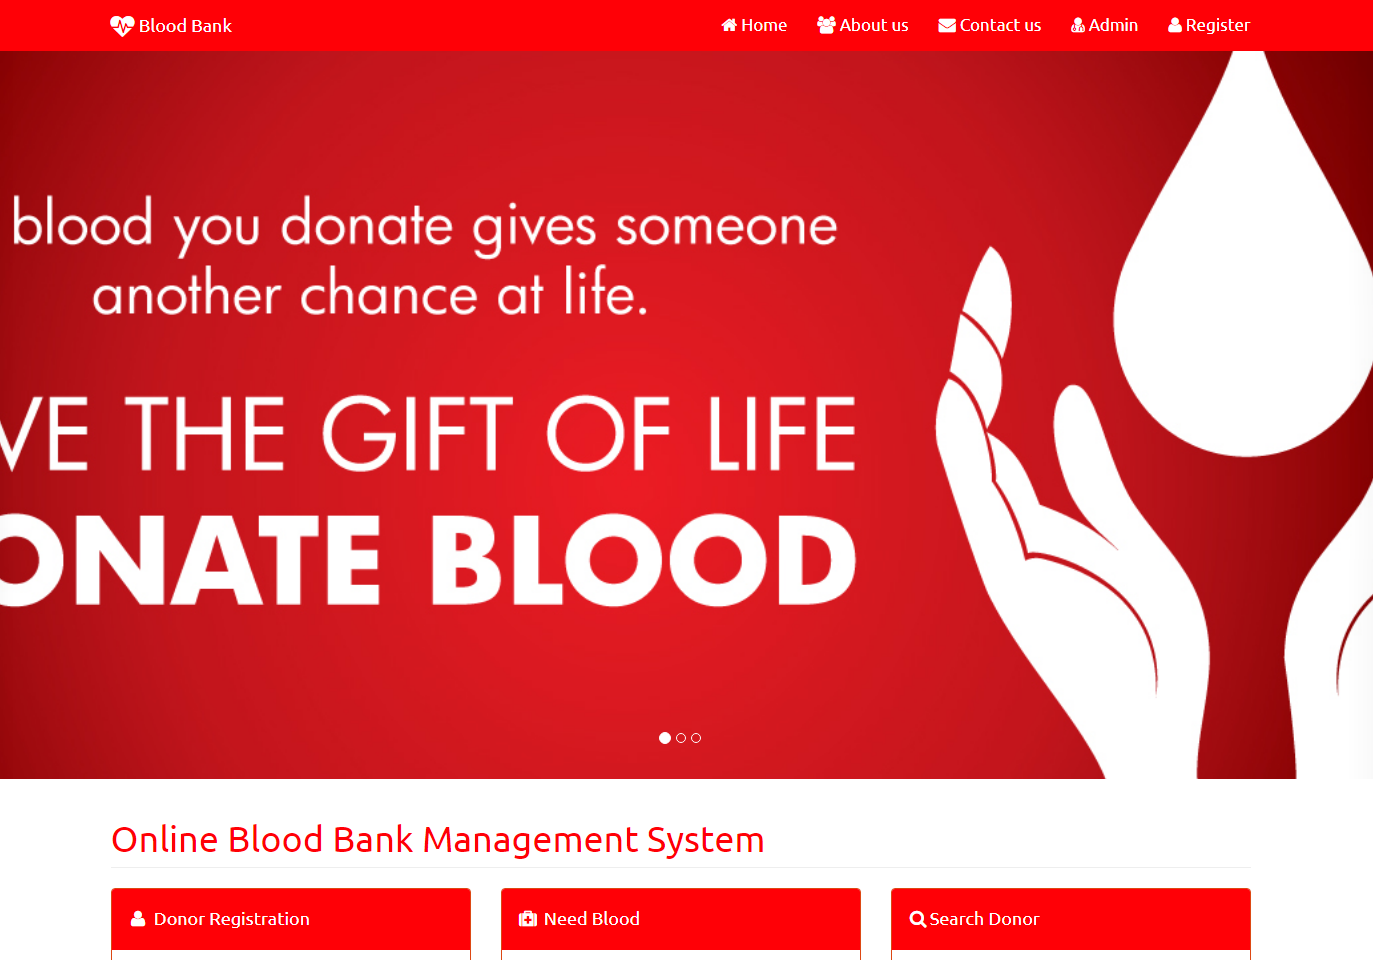 Blood Bank
Home About us Contact us Admin Register
blood you donate gives someone
another chance at life.
VE THE GIFT OF LIFE
ONATE BLOOD
Online Blood Bank Management System
Donor Registration
Need Blood
Search Donor